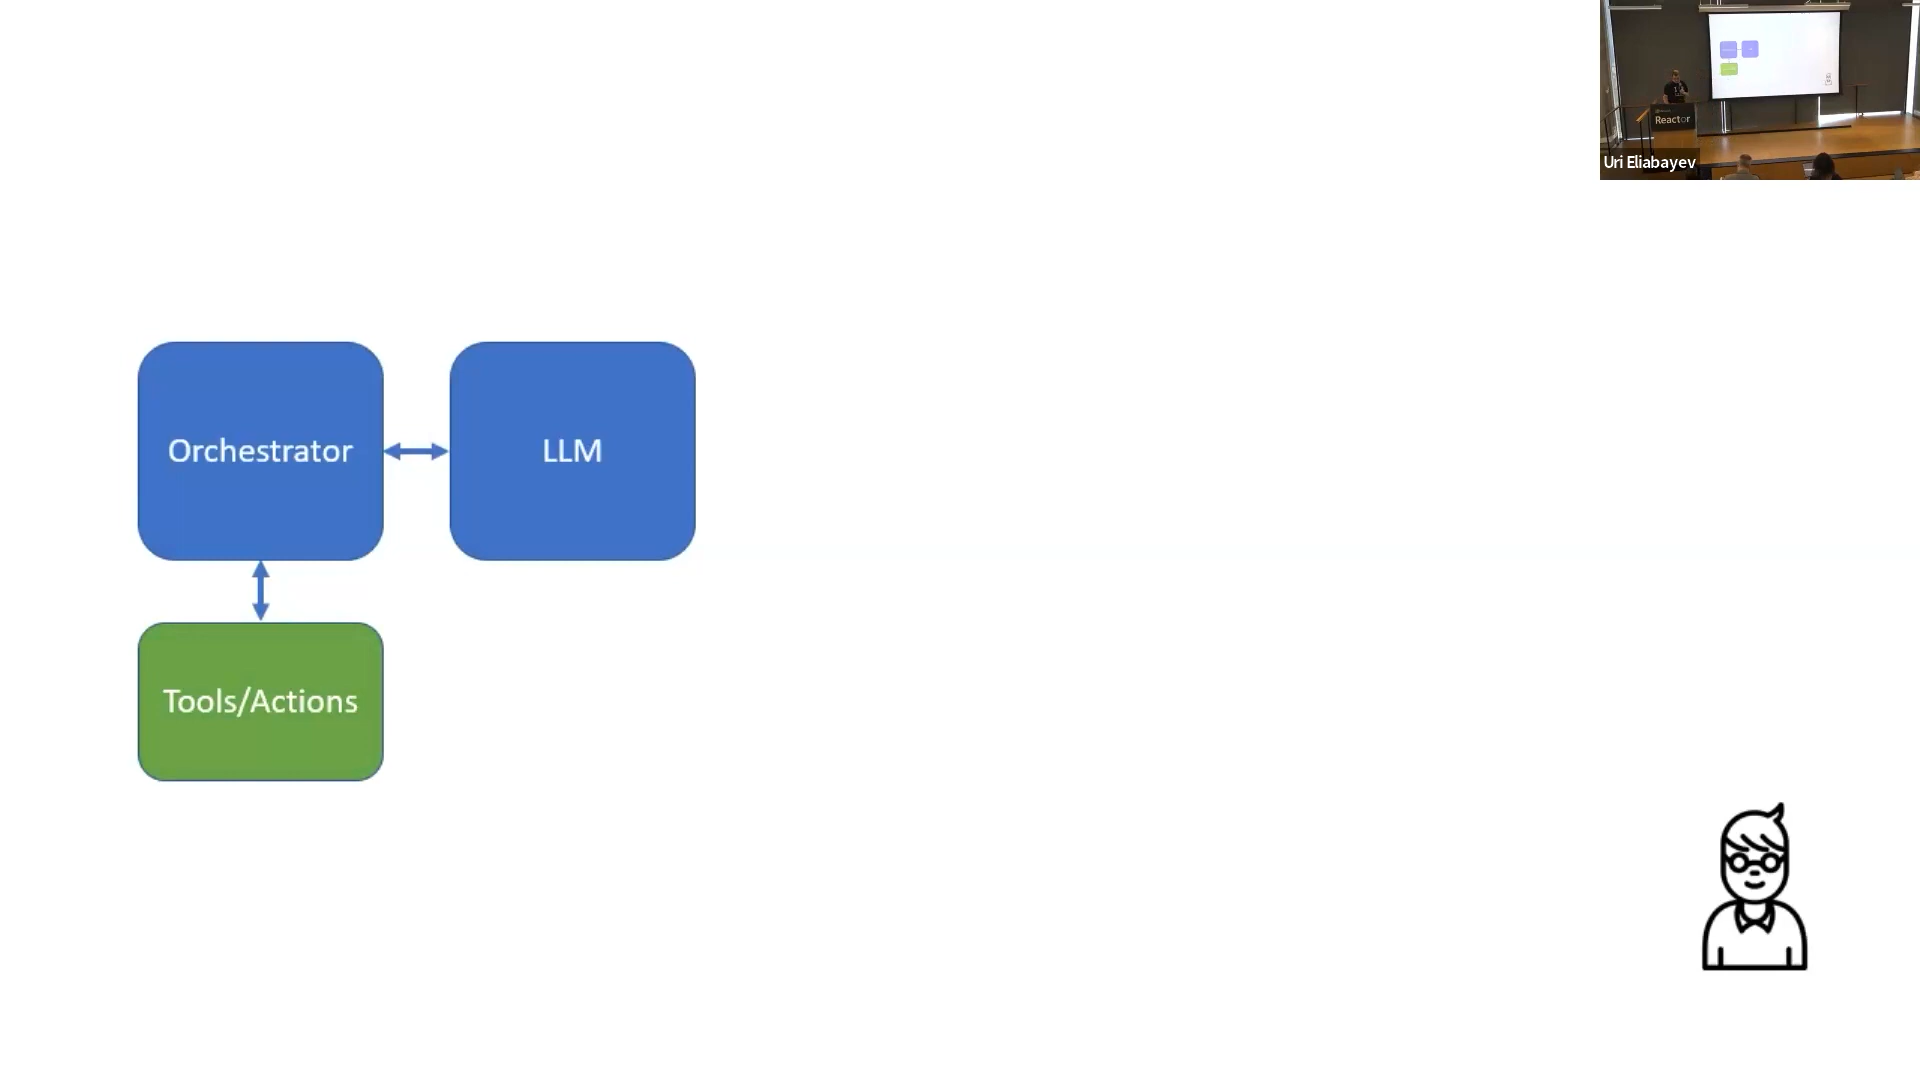 Reactor
Uri Eliabayev
Orchestrator
LLM
Tools/Actions